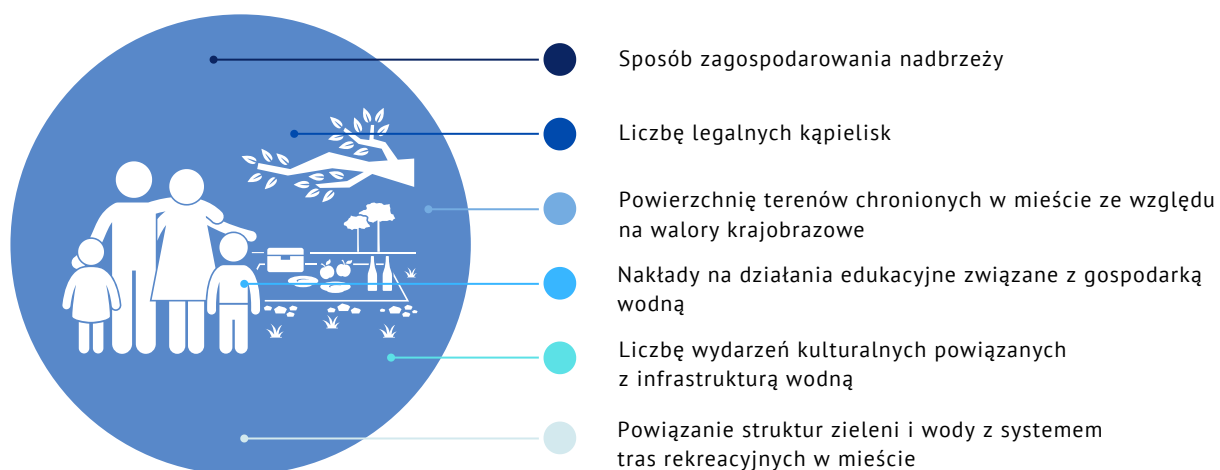 Sposób zagospodarowania nadbrzeży
Liczbę legalnych kąpielisk
Powierzchnię terenów chronionych w mieście ze względu
na walory krajobrazowe
Nakłady na działania edukacyjne związane z gospodarką
wodną
Liczbę wydarzeń kulturalnych powiązanych
z infrastrukturą wodną
Powiązanie struktur zieleni i wody z systemem
tras rekreacyjnych w mieście